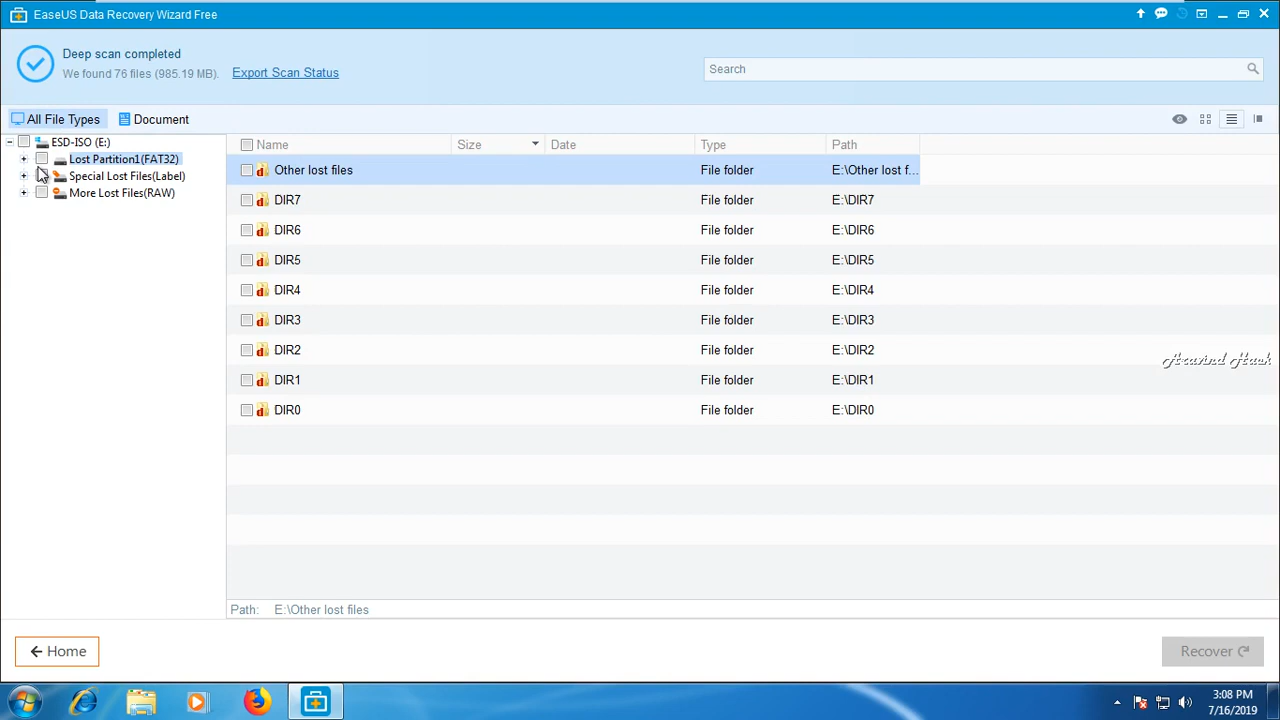 EaseUS Data Recovery Wizard Free
Deep scan completed
We found 76 files (985.19 MB). Export Scan Status
Search
All File Types Document
ESD-ISO (E:)
Lost Partition1(FAT32)
Special Lost Files(Label)
More Lost Files(RAW)
Name Size Date Type Path
Other lost files File folder E:\Other lost f...
DIR7 File folder E:\DIR7
DIR6 File folder E:\DIR6
DIR5 File folder E:\DIR5
DIR4 File folder E:\DIR4
DIR3 File folder E:\DIR3
DIR2 File folder E:\DIR2
DIR1 File folder E:\DIR1
DIR0 File folder E:\DIR0
Aravind Hash
Path: E:\Other lost files
Home
Recover
3:08 PM
7/16/2019